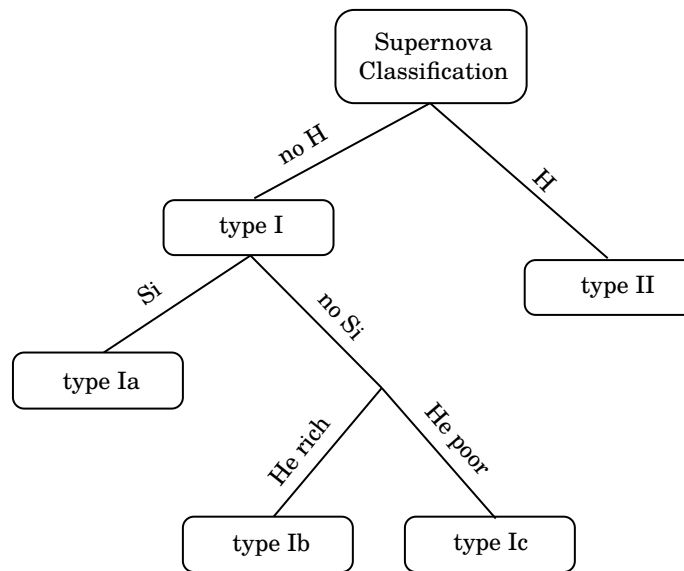 Supernova
Classification
no H
H
type I
type II
Si
no Si
type Ia
He rich
He poor
type Ib
type Ic